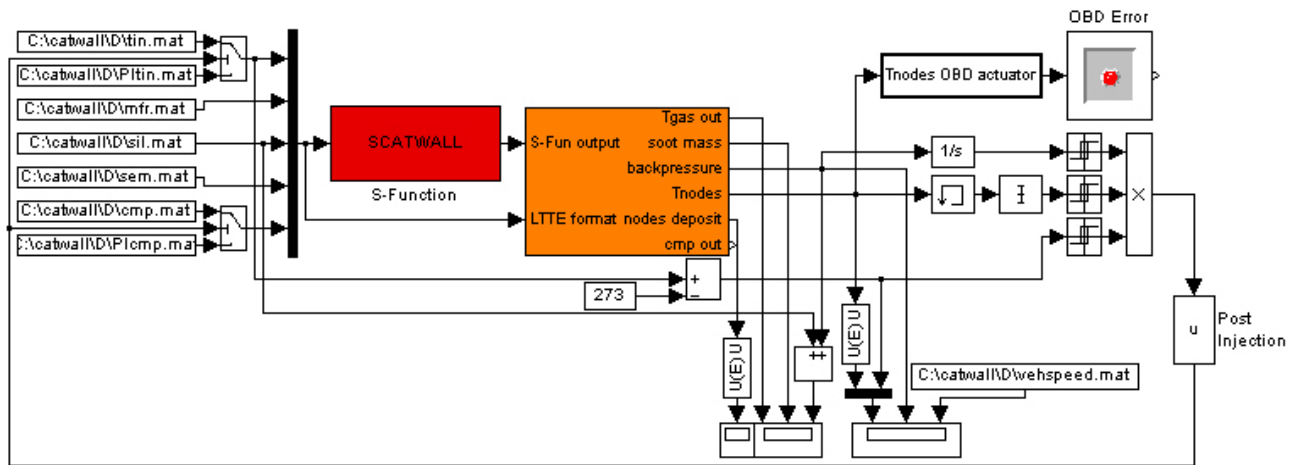 OBD Error
C:\catwall\D\tin.mat
C:\catwall\D\PItin.mat
C:\catwall\D\mfr.mat
C:\catwall\D\sil.mat
C:\catwall\D\sem.mat
C:\catwall\D\cmp.mat
C:\catwall\D\PIcmp.mat
SCATWALL
S-Function
S-Fun output
LTTE format
Tgas out
soot mass
backpressure
Tnodes
nodes deposit
cmp out
Tnodes OBD actuator
1/s
×
+
−
273
U(E) U
++
U(E) U
C:\catwall\D\vehspeed.mat
u
Post
Injection